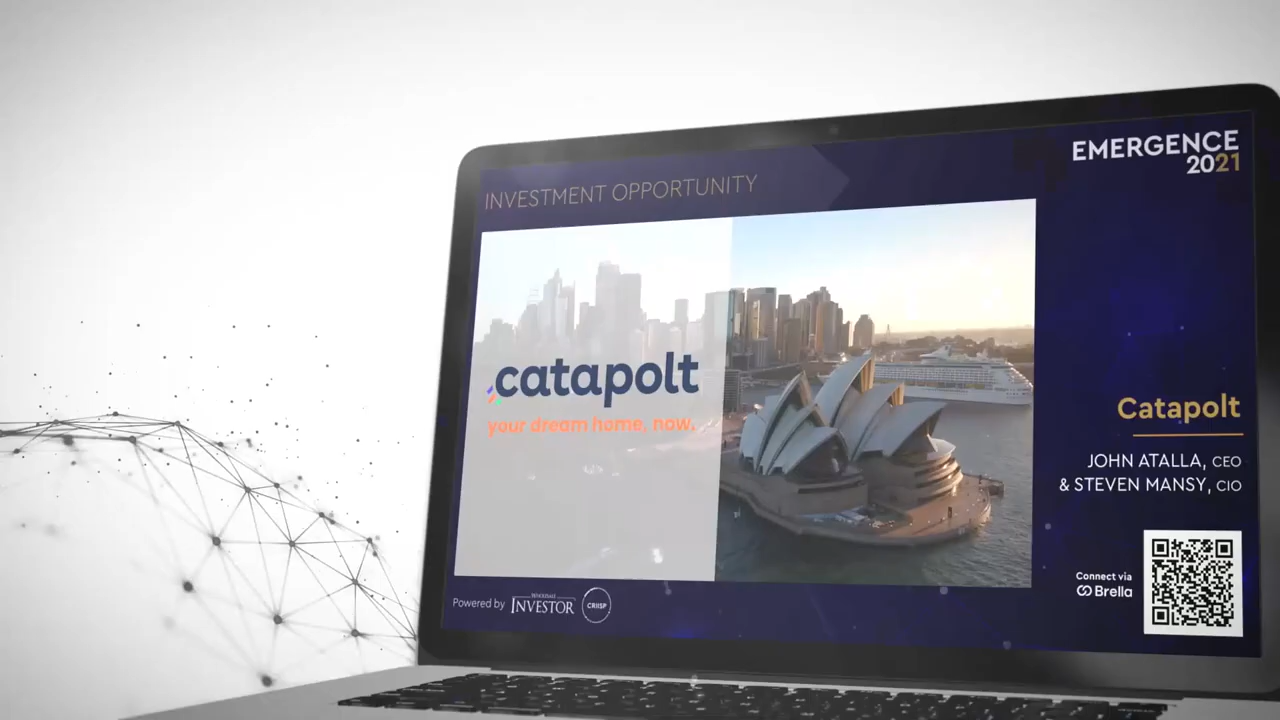 EMERGENCE
2021
INVESTMENT OPPORTUNITY
catapolt
your dream home, now.
Catapolt
JOHN ATALLA, CEO
& STEVEN MANSY, CIO
Connect via
Brella
Powered by
WHOLESALE
INVESTOR
CRIISP